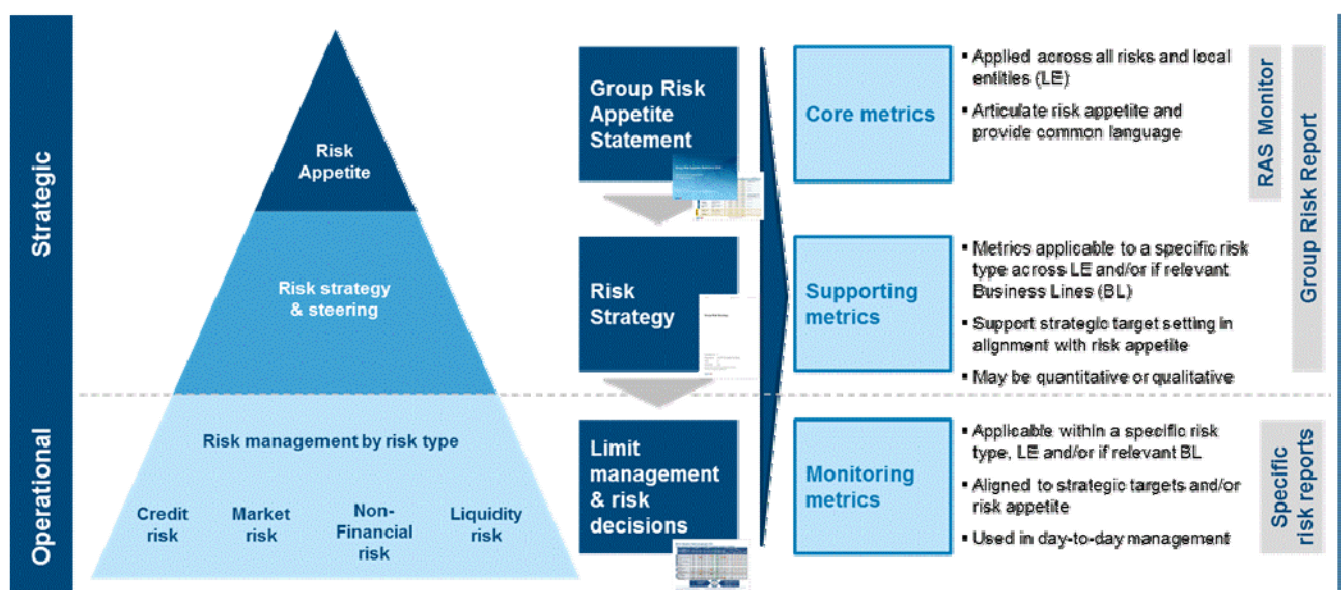 Strategic
Operational
Risk
Appetite
Risk strategy
& steering
Risk management by risk type
Credit
risk
Market
risk
Non-
Financial
risk
Liquidity
risk
Group Risk
Appetite
Statement
Risk
Strategy
Limit
management
& risk
decisions
Core metrics
▪ Applied across all risks and local
entities (LE)
▪ Articulate risk appetite and
provide common language
Supporting
metrics
▪ Metrics applicable to a specific risk
type across LE and/or if relevant
Business Lines (BL)
▪ Support strategic target setting in
alignment with risk appetite
▪ May be quantitative or qualitative
Monitoring
metrics
▪ Applicable within a specific risk
type, LE and/or if relevant BL
▪ Aligned to strategic targets and/or
risk appetite
▪ Used in day-to-day management
RAS Monitor
Group Risk Report
Specific
risk reports